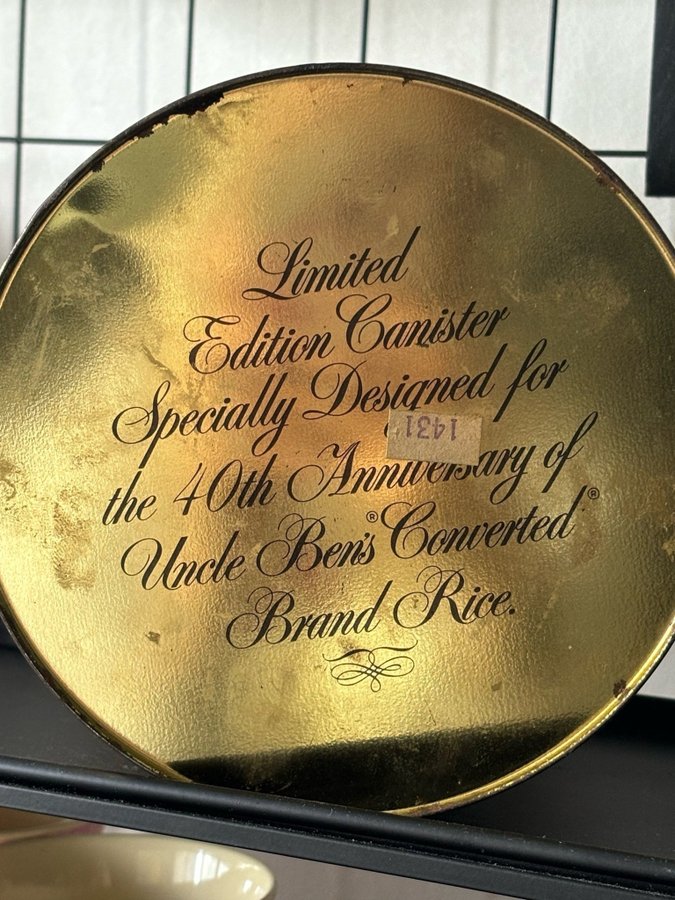 Limited
Edition Canister
Specially Designed for
the 40th Anniversary of
Uncle Ben's® Converted®
Brand Rice.
1431